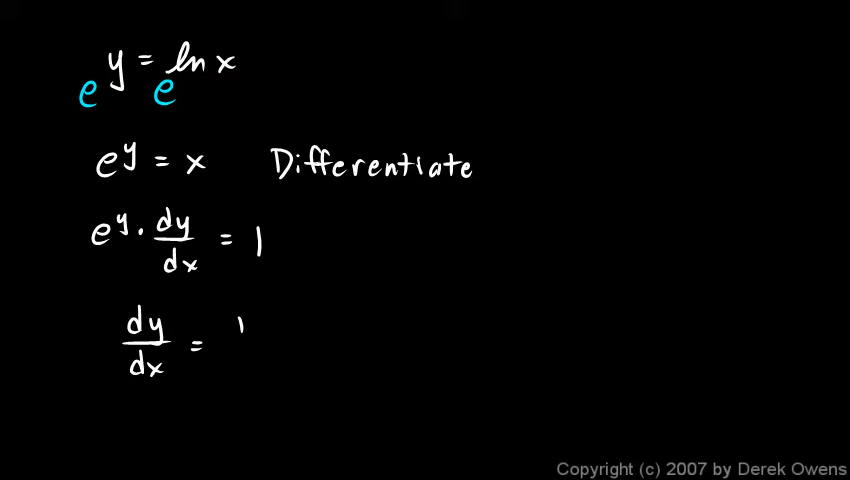 y = ln x
e e
e^y = x Differentiate
e^y · dy/dx = 1
dy/dx = 1
Copyright (c) 2007 by Derek Owens